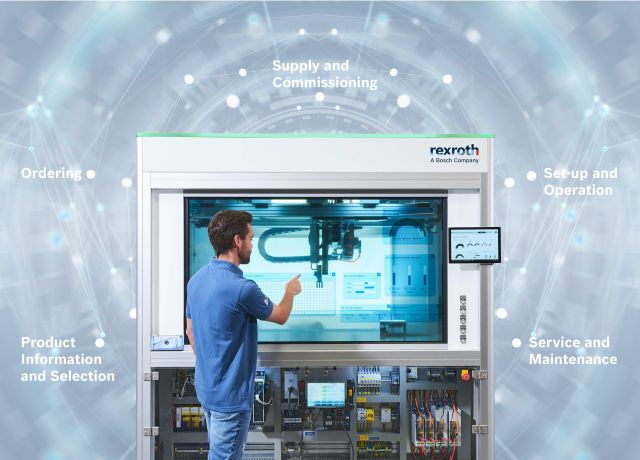 Supply and
Commissioning
rexroth
A Bosch Company
Ordering
Set-up and
Operation
Product
Information
and Selection
Service and
Maintenance